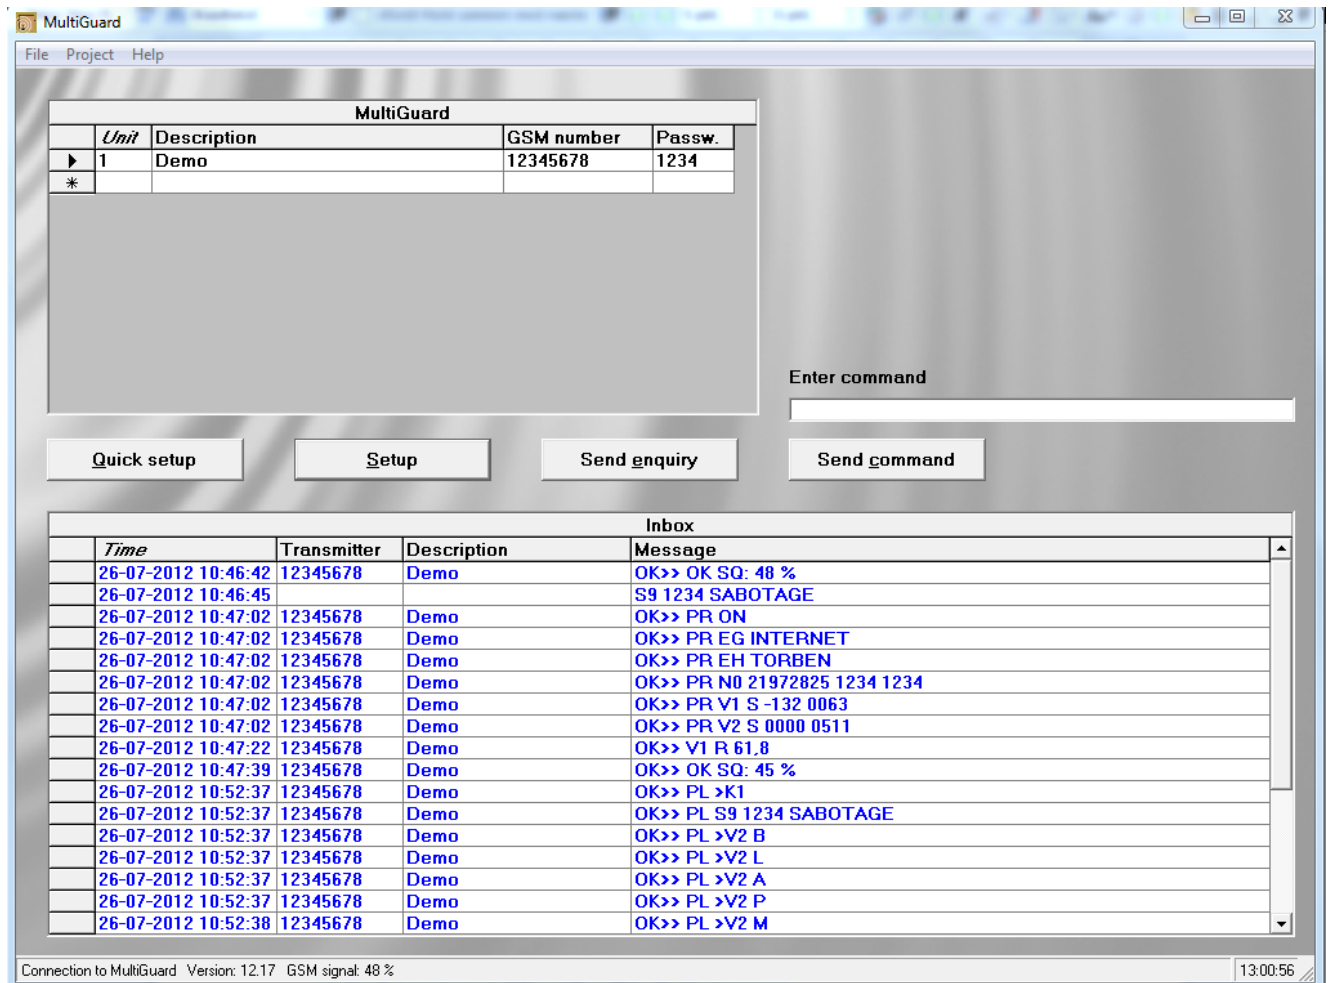 MultiGuard
File Project Help
MultiGuard
Unit Description GSM number Passw.
1 Demo 12345678 1234
Enter command
Quick setup Setup Send enquiry Send command
Inbox
Time Transmitter Description Message
26-07-2012 10:46:42 12345678 Demo OK>> OK SQ: 48 %
26-07-2012 10:46:45 S9 1234 SABOTAGE
26-07-2012 10:47:02 12345678 Demo OK>> PR ON
26-07-2012 10:47:02 12345678 Demo OK>> PR EG INTERNET
26-07-2012 10:47:02 12345678 Demo OK>> PR EH TORBEN
26-07-2012 10:47:02 12345678 Demo OK>> PR N0 21972825 1234 1234
26-07-2012 10:47:02 12345678 Demo OK>> PR V1 S -132 0063
26-07-2012 10:47:02 12345678 Demo OK>> PR V2 S 0000 0511
26-07-2012 10:47:22 12345678 Demo OK>> V1 R 61,8
26-07-2012 10:47:39 12345678 Demo OK>> OK SQ: 45 %
26-07-2012 10:52:37 12345678 Demo OK>> PL >K1
26-07-2012 10:52:37 12345678 Demo OK>> PL S9 1234 SABOTAGE
26-07-2012 10:52:37 12345678 Demo OK>> PL >V2 B
26-07-2012 10:52:37 12345678 Demo OK>> PL >V2 L
26-07-2012 10:52:37 12345678 Demo OK>> PL >V2 A
26-07-2012 10:52:37 12345678 Demo OK>> PL >V2 P
26-07-2012 10:52:38 12345678 Demo OK>> PL >V2 M
Connection to MultiGuard Version: 12.17 GSM signal: 48 % 13:00:56